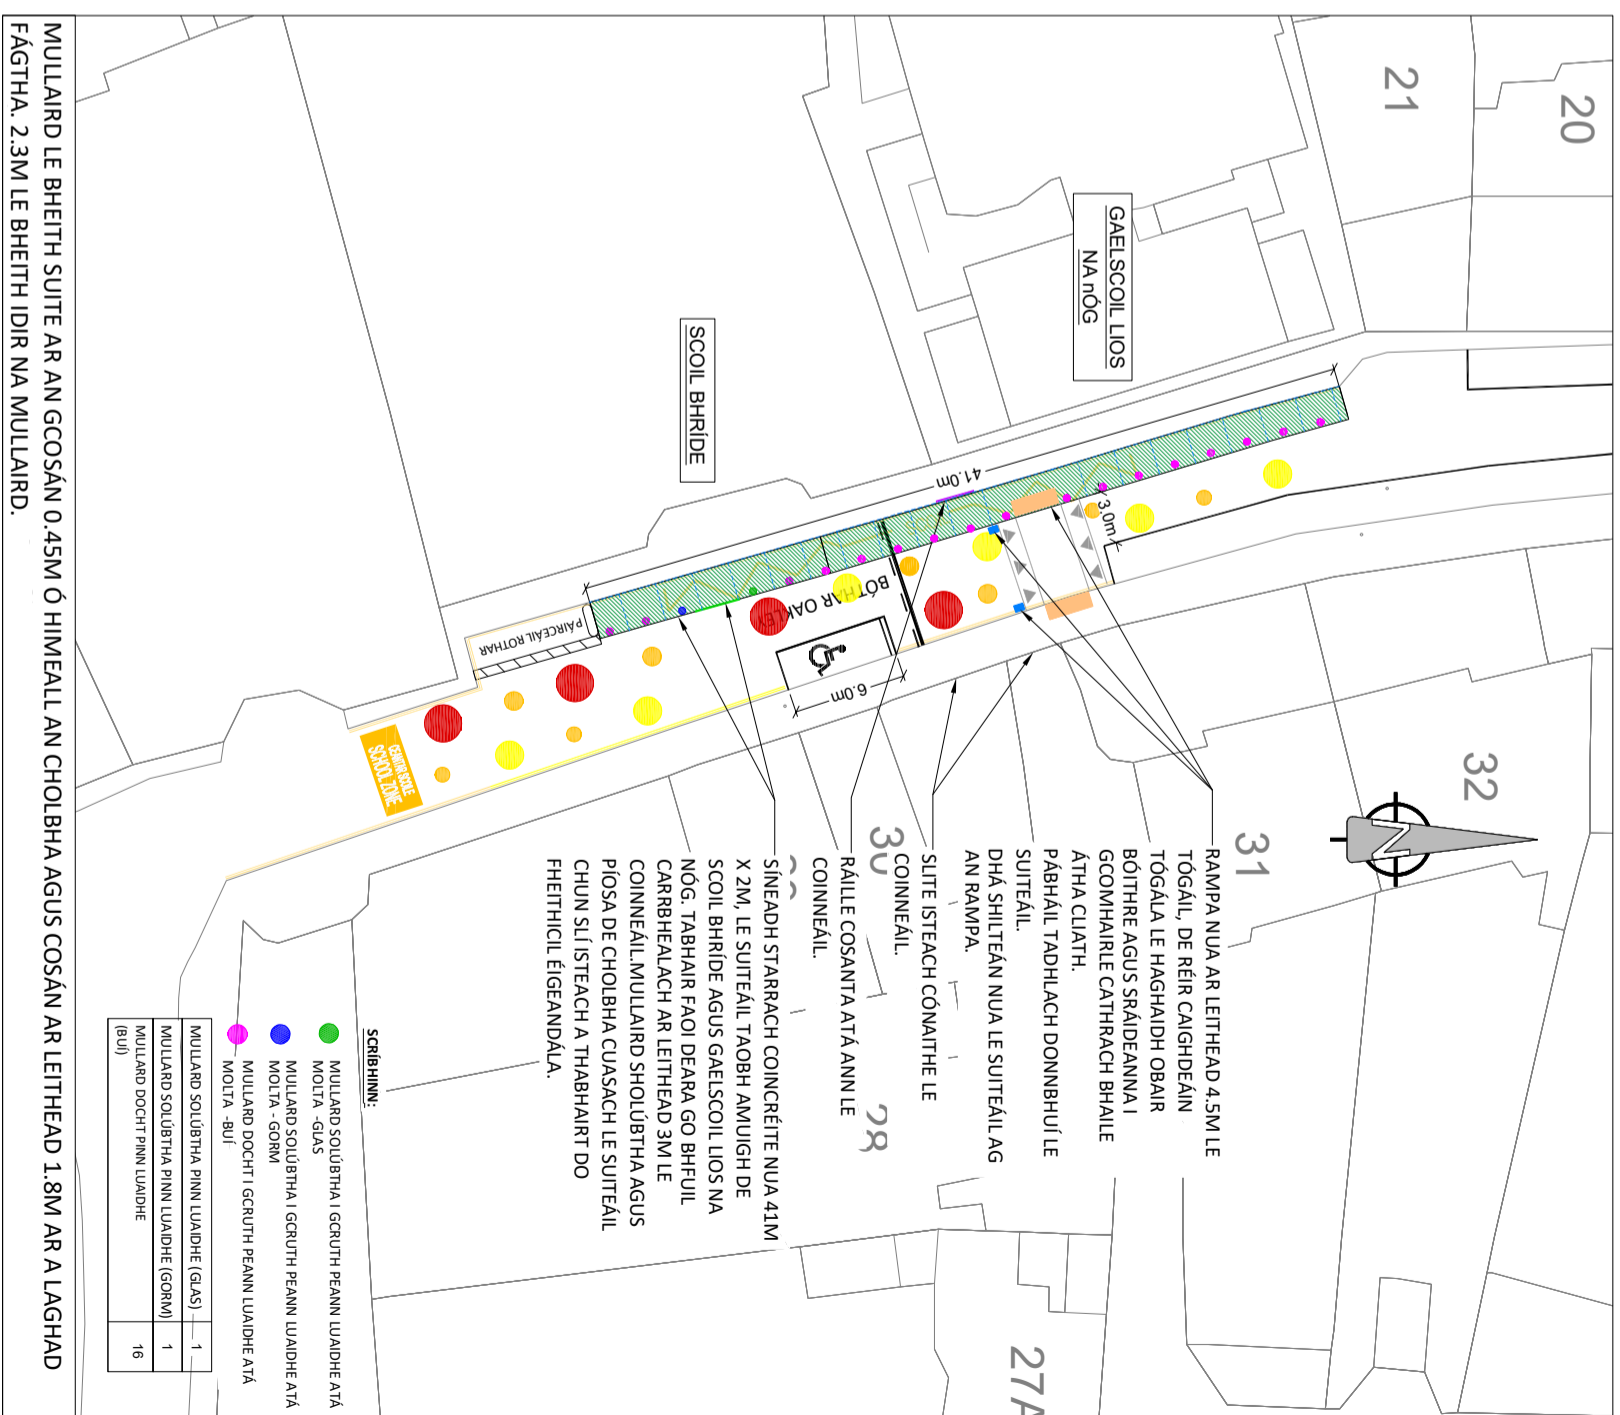 20
21
GAELSCOIL LIOS
NA nÓG
SCOIL BHRÍDE
41.0m
3.0m
BÓTHAR OAKLEY
6.0m
PÁIRCEÁIL ROTHAR
SCHOOL ZONE
32
N
31
30
28
27A
RAMPA NUA AR LEITHEAD 4.5M LE
TÓGÁIL, DE RÉIR CAIGHDEÁIN
TÓGÁLA LE HAGHAIDH OBAIR
BÓITHRE AGUS SRÁIDEANNA I
GCOMHAIRLE CATHRACH BHAILE
ÁTHA CLIATH.
PÁBHÁIL TADHLACH DONNBHUÍ LE
SUITEÁIL.
DHÁ SHILTEÁN NUA LE SUITEÁIL AG
AN RAMPA.
SLITE ISTEACH CÓNAITHE LE
COINNEÁIL.
RÁILLE COSANTA ATÁ ANN LE
COINNEÁIL.
SÍNEADH STARRACH COINCRÉITE NUA 41M
X 2M, LE SUITEÁIL TAOBH AMUIGH DE
SCOIL BHRÍDE AGUS GAELSCOIL LIOS NA
NÓG. TABHAIR FAOI DEARA GO BHFUIL
CARRBHEALACH AR LEITHEAD 3M LE
COINNEÁIL.MULLAIRD SHOLÚBTHA AGUS
PÍOSA DE CHOLBHA CUASACH LE SUITEÁIL
CHUN SLÍ ISTEACH A THABHAIRT DO
FHEITHICIL ÉIGEANDÁLA.
SCRÍBHINN:
MULLARD SOLÚBTHA I GCRUTH PEANN LUAIDHE ATÁ
MOLTA -GLAS
MULLARD SOLÚBTHA I GCRUTH PEANN LUAIDHE ATÁ
MOLTA - GORM
MULLARD DOCHT I GCRUTH PEANN LUAIDHE ATÁ
MOLTA -BUÍ
MULLARD SOLÚBTHA PINN LUAIDHE (GLAS) 1
MULLARD SOLÚBTHA PINN LUAIDHE (GORM) 1
MULLARD DOCHT PINN LUAIDHE
(BUÍ) 16
MULLAIRD LE BHEITH SUITE AR AN GCOSÁN 0.45M Ó HIMEALL AN CHOLBHA AGUS COSÁN AR LEITHEAD 1.8M AR A LAGHAD
FÁGTHA. 2.3M LE BHEITH IDIR NA MULLAIRD.